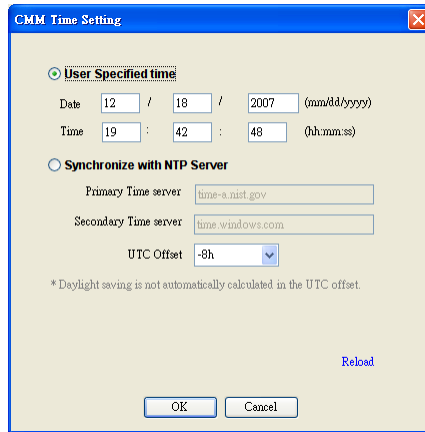 CMM Time Setting
User Specified time
Date 12 / 18 / 2007 (mm/dd/yyyy)
Time 19 : 42 : 48 (hh:mm:ss)
Synchronize with NTP Server
Primary Time server time-a.nist.gov
Secondary Time server time.windows.com
UTC Offset -8h
* Daylight saving is not automatically calculated in the UTC offset.
Reload
OK Cancel